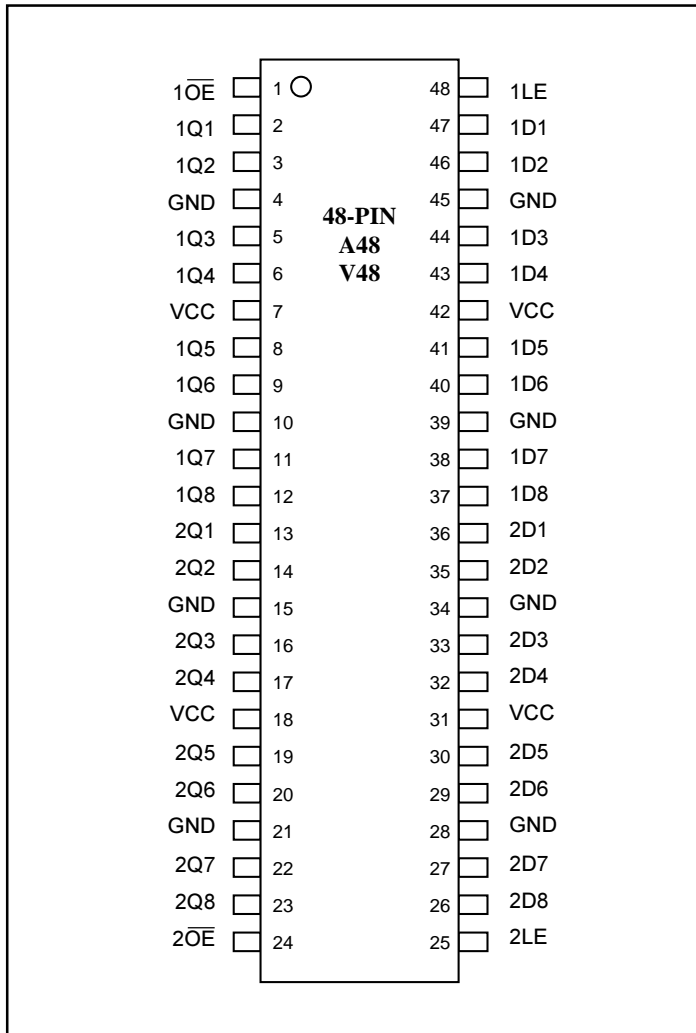 1O̅E̅ 1 48 1LE
1Q1 2 47 1D1
1Q2 3 46 1D2
GND 4 45 GND
48-PIN
1Q3 5 44 1D3
A48
1Q4 6 43 1D4
V48
VCC 7 42 VCC
1Q5 8 41 1D5
1Q6 9 40 1D6
GND 10 39 GND
1Q7 11 38 1D7
1Q8 12 37 1D8
2Q1 13 36 2D1
2Q2 14 35 2D2
GND 15 34 GND
2Q3 16 33 2D3
2Q4 17 32 2D4
VCC 18 31 VCC
2Q5 19 30 2D5
2Q6 20 29 2D6
GND 21 28 GND
2Q7 22 27 2D7
2Q8 23 26 2D8
2O̅E̅ 24 25 2LE